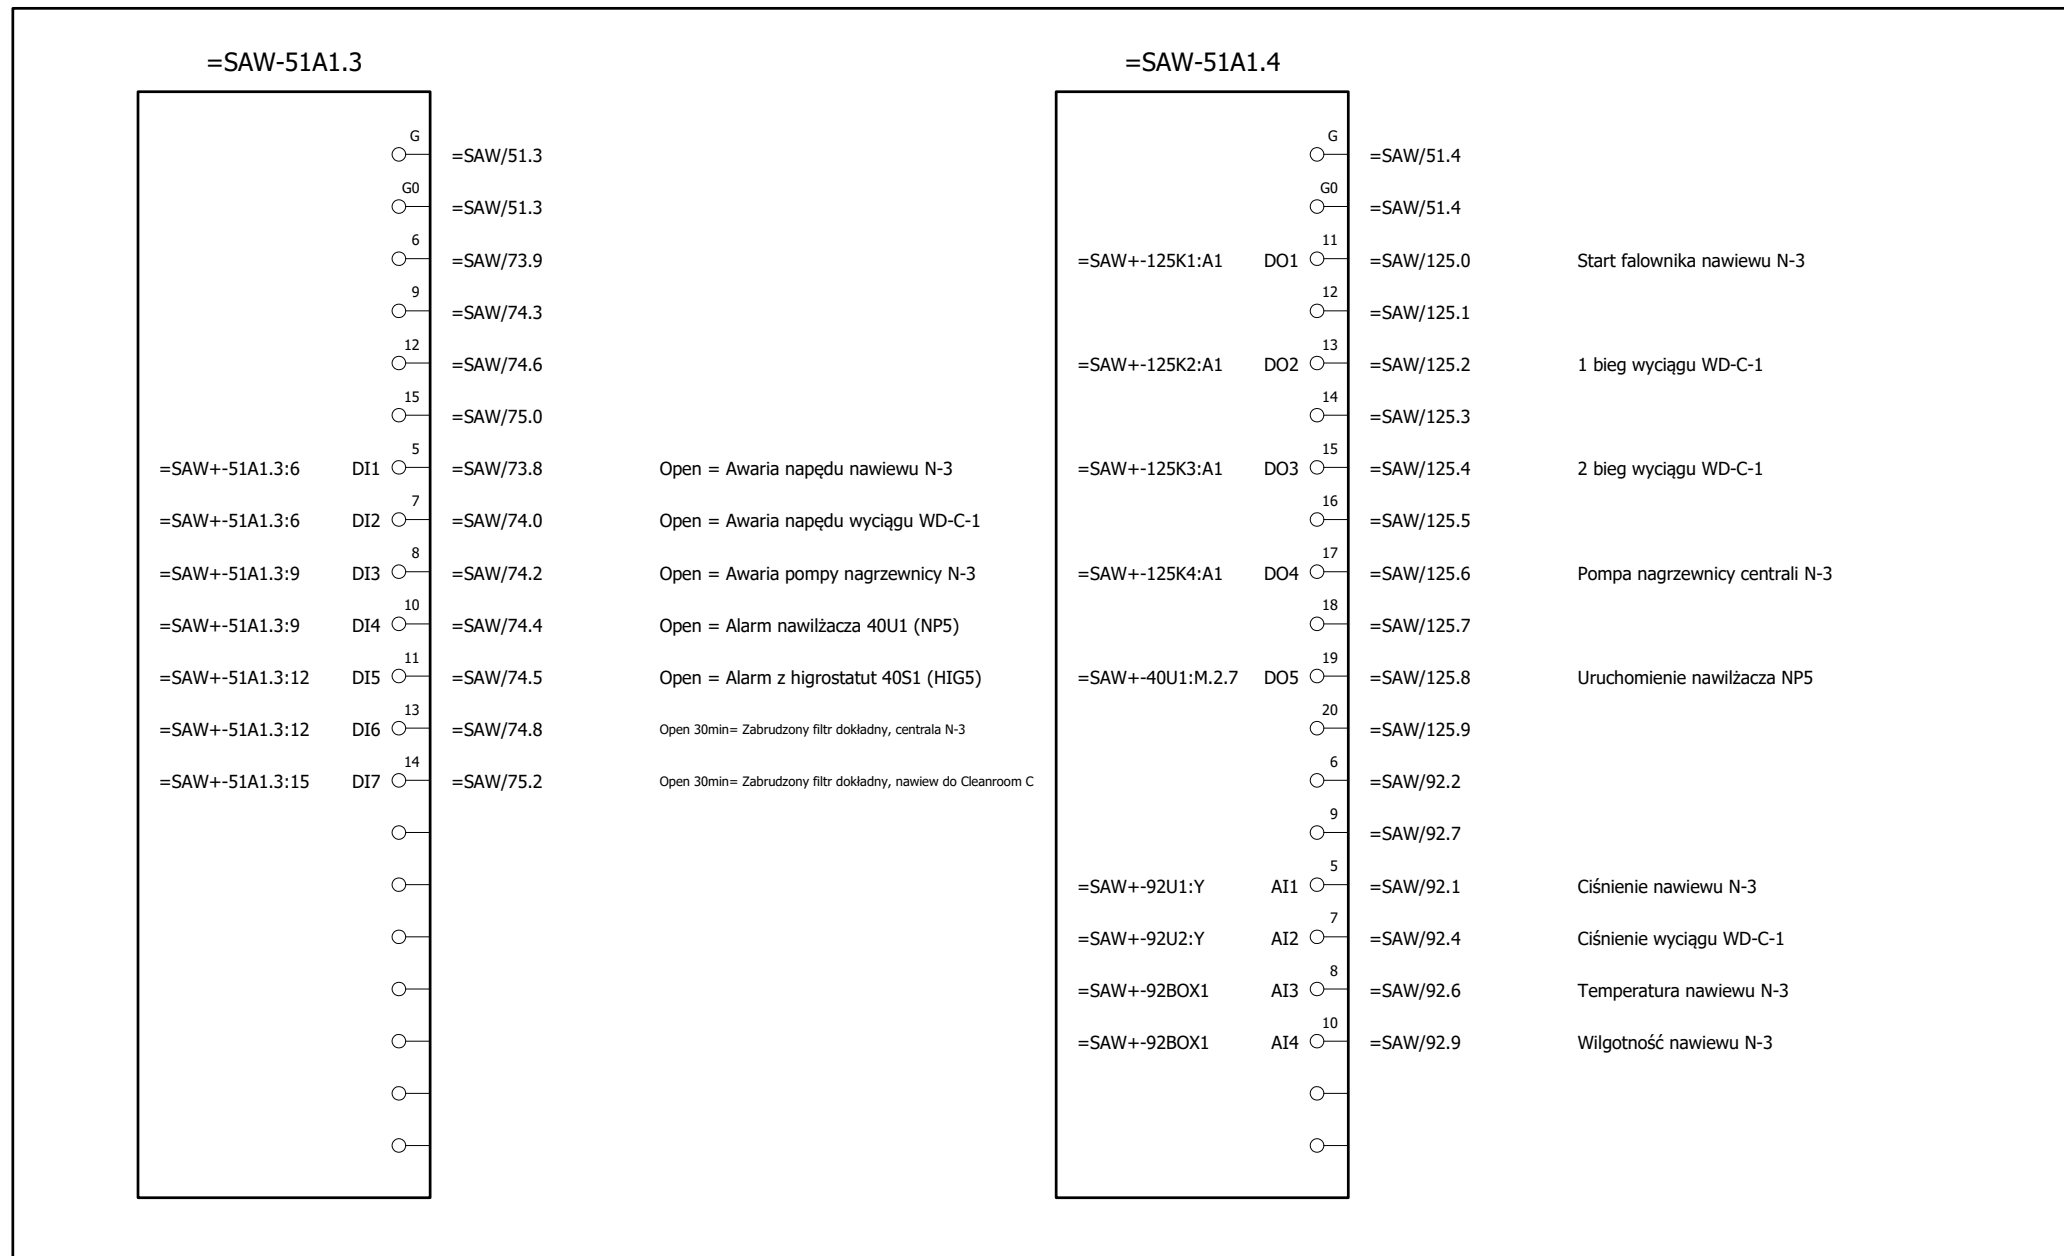 =SAW-51A1.3
G
=SAW/51.3
G0
=SAW/51.3
6
=SAW/73.9
9
=SAW/74.3
12
=SAW/74.6
15
=SAW/75.0
5
=SAW+-51A1.3:6 DI1 =SAW/73.8 Open = Awaria napędu nawiewu N-3
7
=SAW+-51A1.3:6 DI2 =SAW/74.0 Open = Awaria napędu wyciągu WD-C-1
8
=SAW+-51A1.3:9 DI3 =SAW/74.2 Open = Awaria pompy nagrzewnicy N-3
10
=SAW+-51A1.3:9 DI4 =SAW/74.4 Open = Alarm nawilżacza 40U1 (NP5)
11
=SAW+-51A1.3:12 DI5 =SAW/74.5 Open = Alarm z higrostatut 40S1 (HIG5)
13
=SAW+-51A1.3:12 DI6 =SAW/74.8 Open 30min= Zabrudzony filtr dokładny, centrala N-3
14
=SAW+-51A1.3:15 DI7 =SAW/75.2 Open 30min= Zabrudzony filtr dokładny, nawiew do Cleanroom C
=SAW-51A1.4
G
=SAW/51.4
G0
=SAW/51.4
11
=SAW+-125K1:A1 DO1 =SAW/125.0 Start falownika nawiewu N-3
12
=SAW/125.1
13
=SAW+-125K2:A1 DO2 =SAW/125.2 1 bieg wyciągu WD-C-1
14
=SAW/125.3
15
=SAW+-125K3:A1 DO3 =SAW/125.4 2 bieg wyciągu WD-C-1
16
=SAW/125.5
17
=SAW+-125K4:A1 DO4 =SAW/125.6 Pompa nagrzewnicy centrali N-3
18
=SAW/125.7
19
=SAW+-40U1:M.2.7 DO5 =SAW/125.8 Uruchomienie nawilżacza NP5
20
=SAW/125.9
6
=SAW/92.2
9
=SAW/92.7
5
=SAW+-92U1:Y AI1 =SAW/92.1 Ciśnienie nawiewu N-3
7
=SAW+-92U2:Y AI2 =SAW/92.4 Ciśnienie wyciągu WD-C-1
8
=SAW+-92BOX1 AI3 =SAW/92.6 Temperatura nawiewu N-3
10
=SAW+-92BOX1 AI4 =SAW/92.9 Wilgotność nawiewu N-3